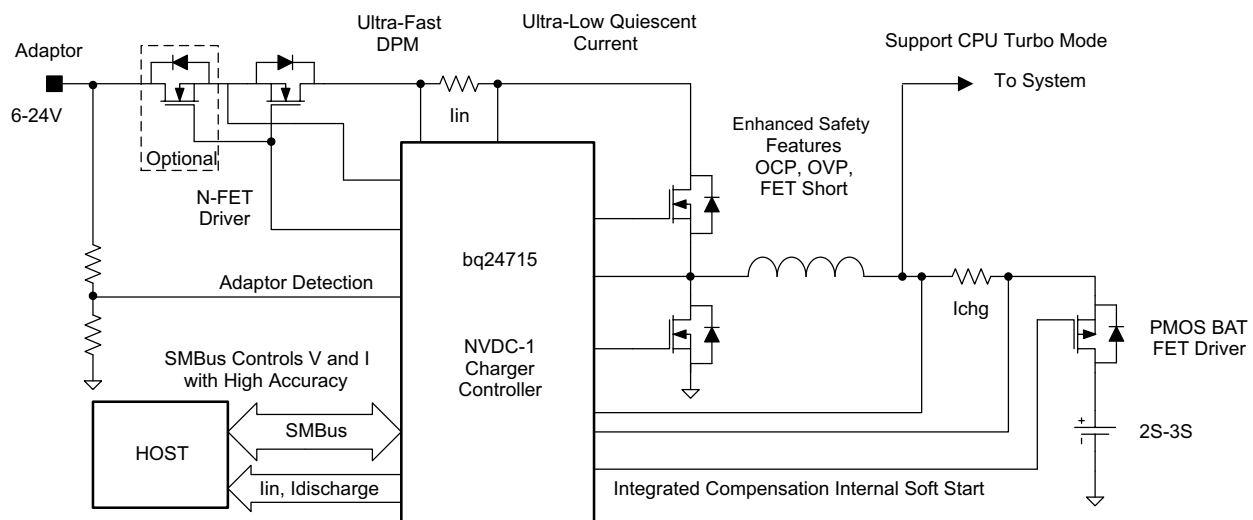 Ultra-Fast
DPM
Ultra-Low Quiescent
Current
Support CPU Turbo Mode
To System
Adaptor
6-24V
Iin
Optional
Enhanced Safety
Features
OCP, OVP,
FET Short
N-FET
Driver
bq24715
Adaptor Detection
Ichg
PMOS BAT
FET Driver
NVDC-1
Charger
Controller
SMBus Controls V and I
with High Accuracy
HOST
SMBus
+
-
2S-3S
Iin, Idischarge
Integrated Compensation Internal Soft Start